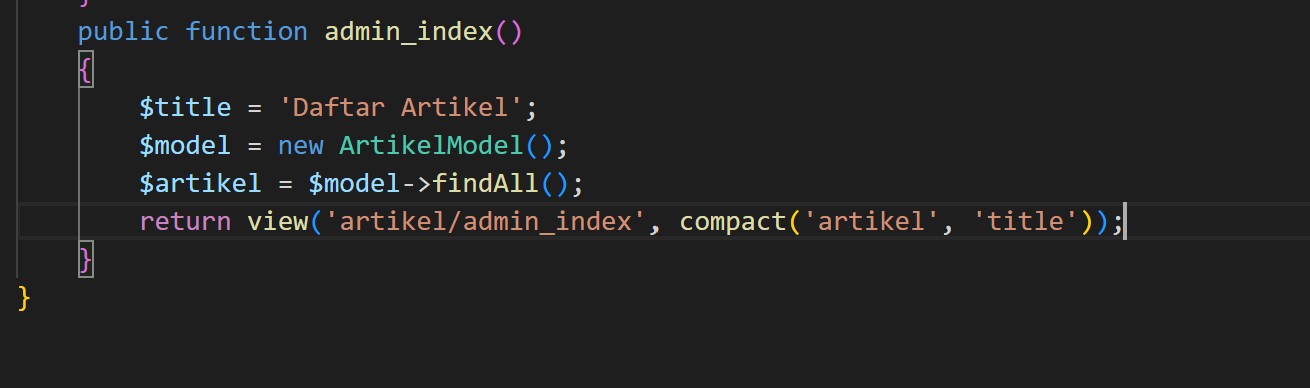 }
public function admin_index()
{
$title = 'Daftar Artikel';
$model = new ArtikelModel();
$artikel = $model->findAll();
return view('artikel/admin_index', compact('artikel', 'title'));
}
}